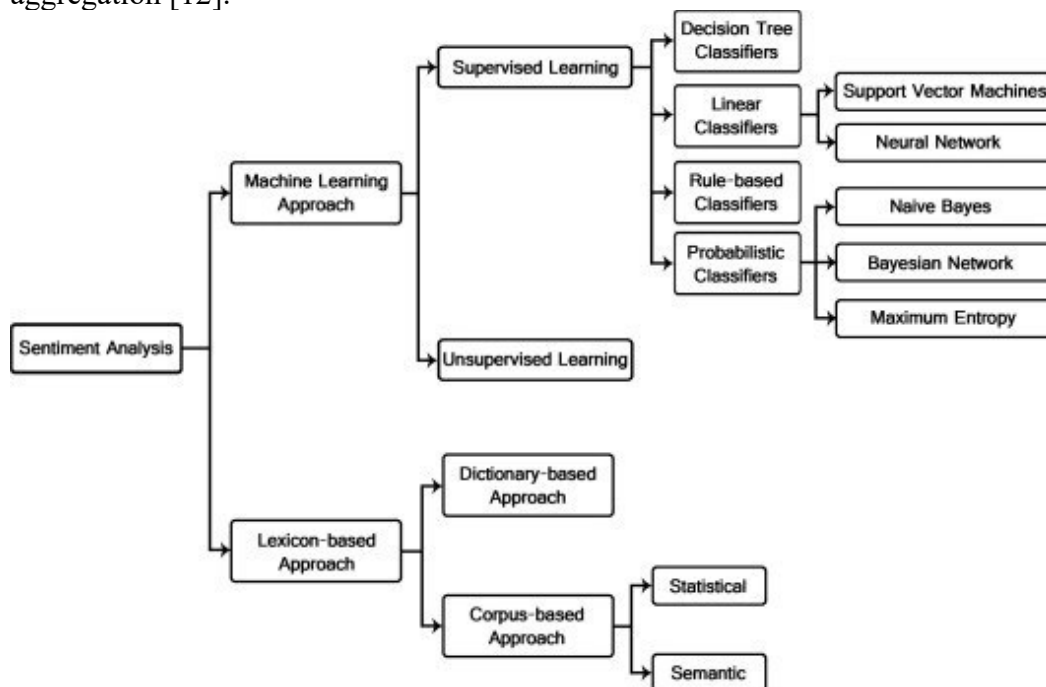 aggregation [12].
Decision Tree
Classifiers
Supervised Learning
Support Vector Machines
Linear
Classifiers
Neural Network
Machine Learning
Approach
Rule-based
Classifiers
Naive Bayes
Probabilistic
Classifiers
Bayesian Network
Maximum Entropy
Sentiment Analysis
Unsupervised Learning
Dictionary-based
Approach
Lexicon-based
Approach
Statistical
Corpus-based
Approach
Semantic